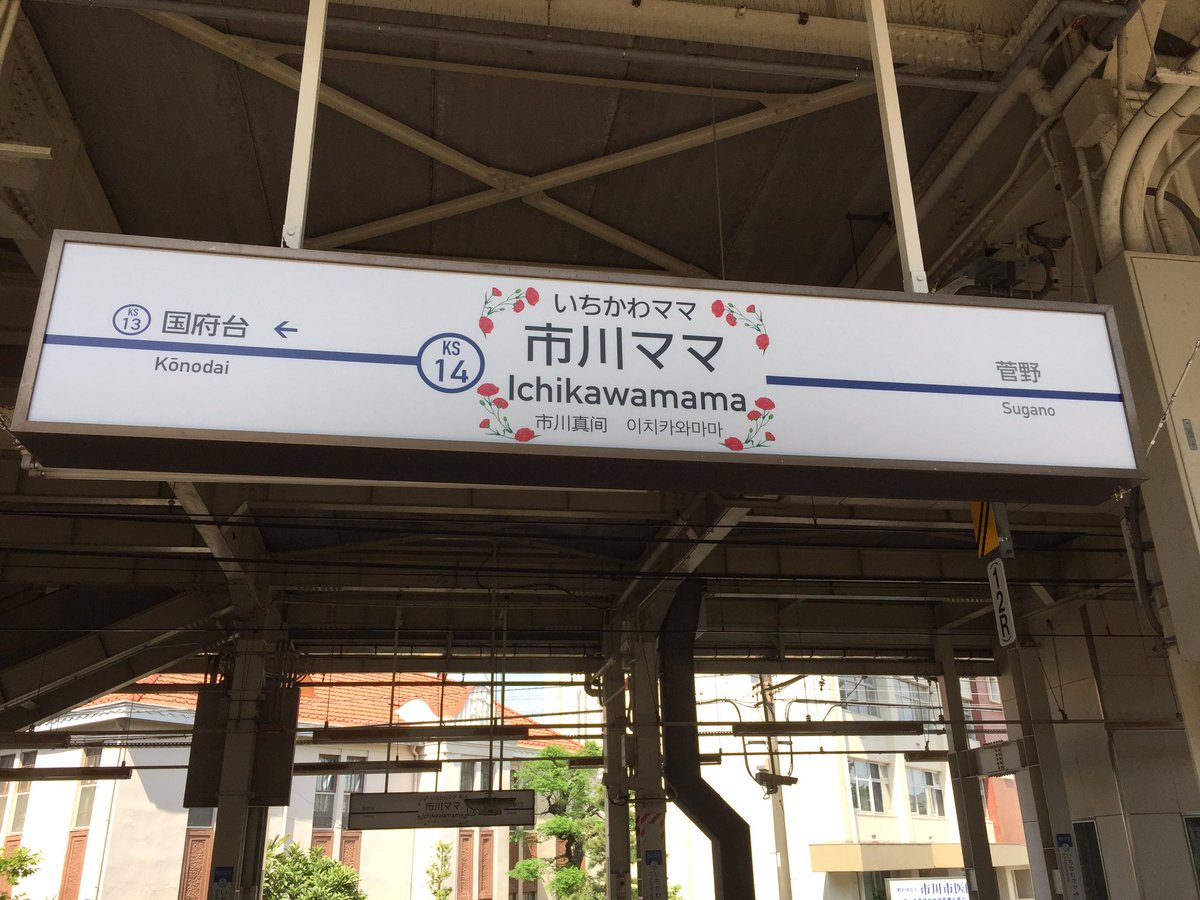 いちかわママ
KS 13 国府台 ←
Kōnodai
KS 14
市川ママ
Ichikawamama
市川真间 이치카와마마
菅野
Sugano
12R
市川ママ
Ichikawamama
市川市医